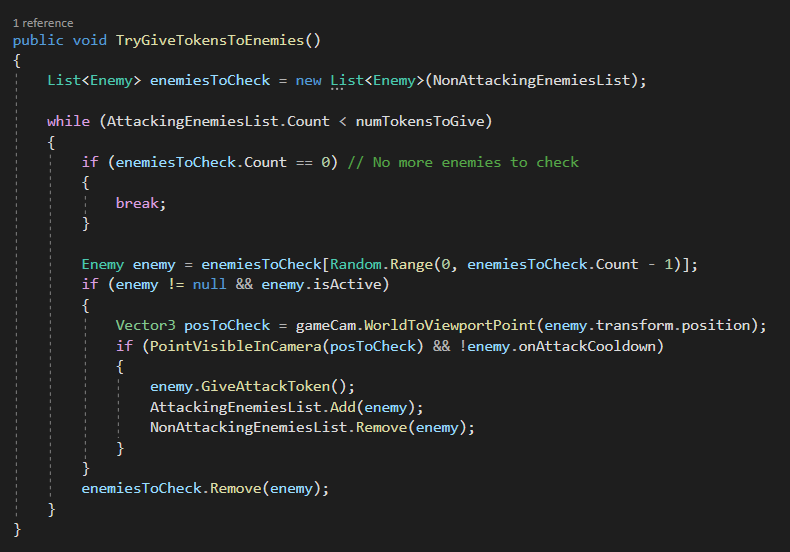 1 reference
public void TryGiveTokensToEnemies()
{
    List<Enemy> enemiesToCheck = new List<Enemy>(NonAttackingEnemiesList);

    while (AttackingEnemiesList.Count < numTokensToGive)
    {
        if (enemiesToCheck.Count == 0) // No more enemies to check
        {
            break;
        }

        Enemy enemy = enemiesToCheck[Random.Range(0, enemiesToCheck.Count - 1)];
        if (enemy != null && enemy.isActive)
        {
            Vector3 posToCheck = gameCam.WorldToViewportPoint(enemy.transform.position);
            if (PointVisibleInCamera(posToCheck) && !enemy.onAttackCooldown)
            {
                enemy.GiveAttackToken();
                AttackingEnemiesList.Add(enemy);
                NonAttackingEnemiesList.Remove(enemy);
            }
        }
        enemiesToCheck.Remove(enemy);
    }
}